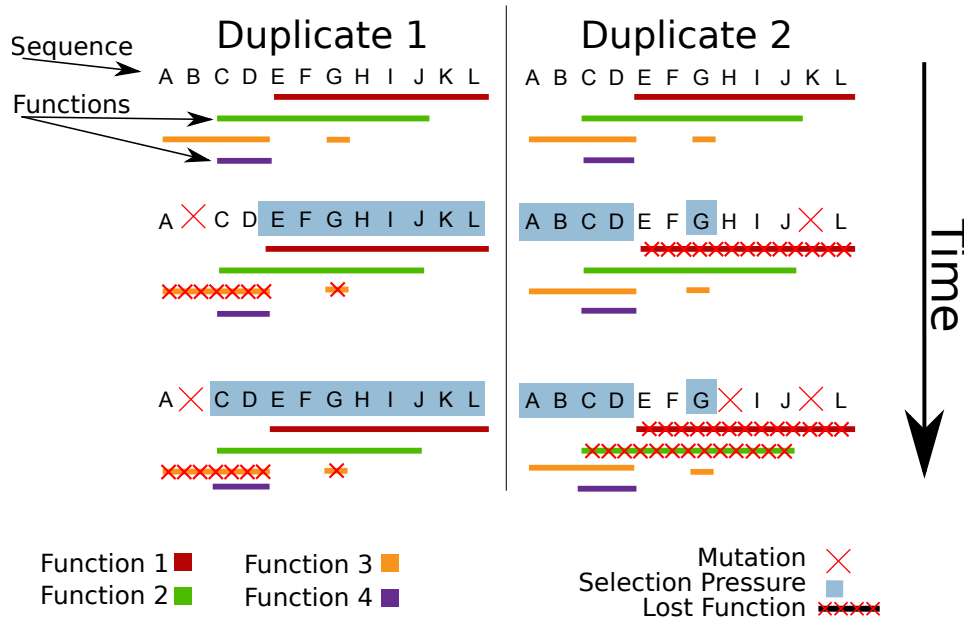 Duplicate 1
Duplicate 2
Sequence
A B C D E F G H I J K L
A B C D E F G H I J K L
Functions
A C D E F G H I J K L
A B C D E F G H J L
Time
A C D E F G H I J K L
A B C D E F G I J L
Function 1
Function 3
Function 2
Function 4
Mutation
Selection Pressure
Lost Function